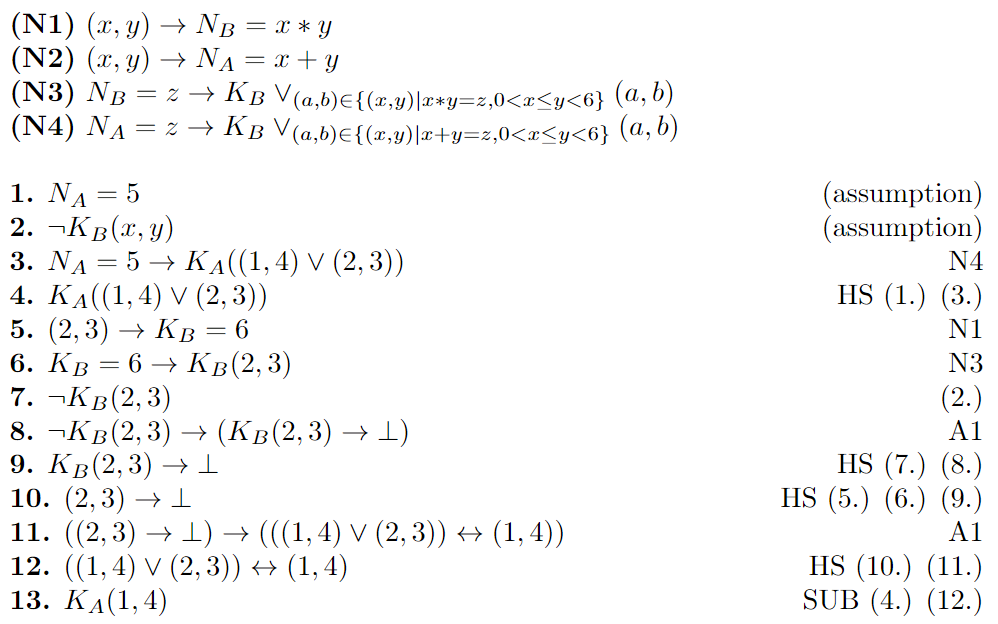 (N1) (x, y) → N_B = x ∗ y
(N2) (x, y) → N_A = x + y
(N3) N_B = z → K_B ∨_{(a,b)∈{(x,y)|x∗y=z,0<x≤y<6}} (a, b)
(N4) N_A = z → K_B ∨_{(a,b)∈{(x,y)|x+y=z,0<x≤y<6}} (a, b)
1. N_A = 5 (assumption)
2. ¬K_B(x, y) (assumption)
3. N_A = 5 → K_A((1, 4) ∨ (2, 3)) N4
4. K_A((1, 4) ∨ (2, 3)) HS (1.) (3.)
5. (2, 3) → K_B = 6 N1
6. K_B = 6 → K_B(2, 3) N3
7. ¬K_B(2, 3) (2.)
8. ¬K_B(2, 3) → (K_B(2, 3) → ⊥) A1
9. K_B(2, 3) → ⊥ HS (7.) (8.)
10. (2, 3) → ⊥ HS (5.) (6.) (9.)
11. ((2, 3) → ⊥) → (((1, 4) ∨ (2, 3)) ↔ (1, 4)) A1
12. ((1, 4) ∨ (2, 3)) ↔ (1, 4) HS (10.) (11.)
13. K_A(1, 4) SUB (4.) (12.)